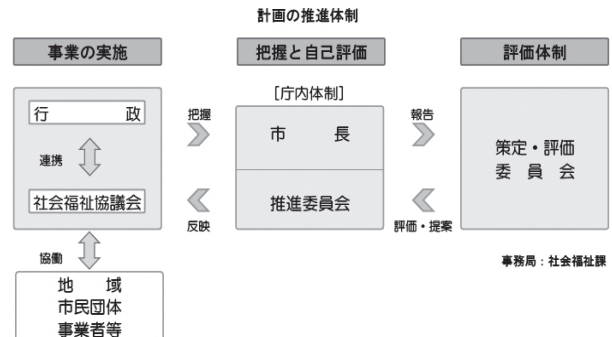 計画の推進体制
事業の実施
把握と自己評価
評価体制
行　　政
連携
社会福祉協議会
協働
地　　域
市民団体
事業者等
把握
反映
［庁内体制］
市　　長
推進委員会
報告
評価・提案
策定・評価
委　員　会
事務局：社会福祉課